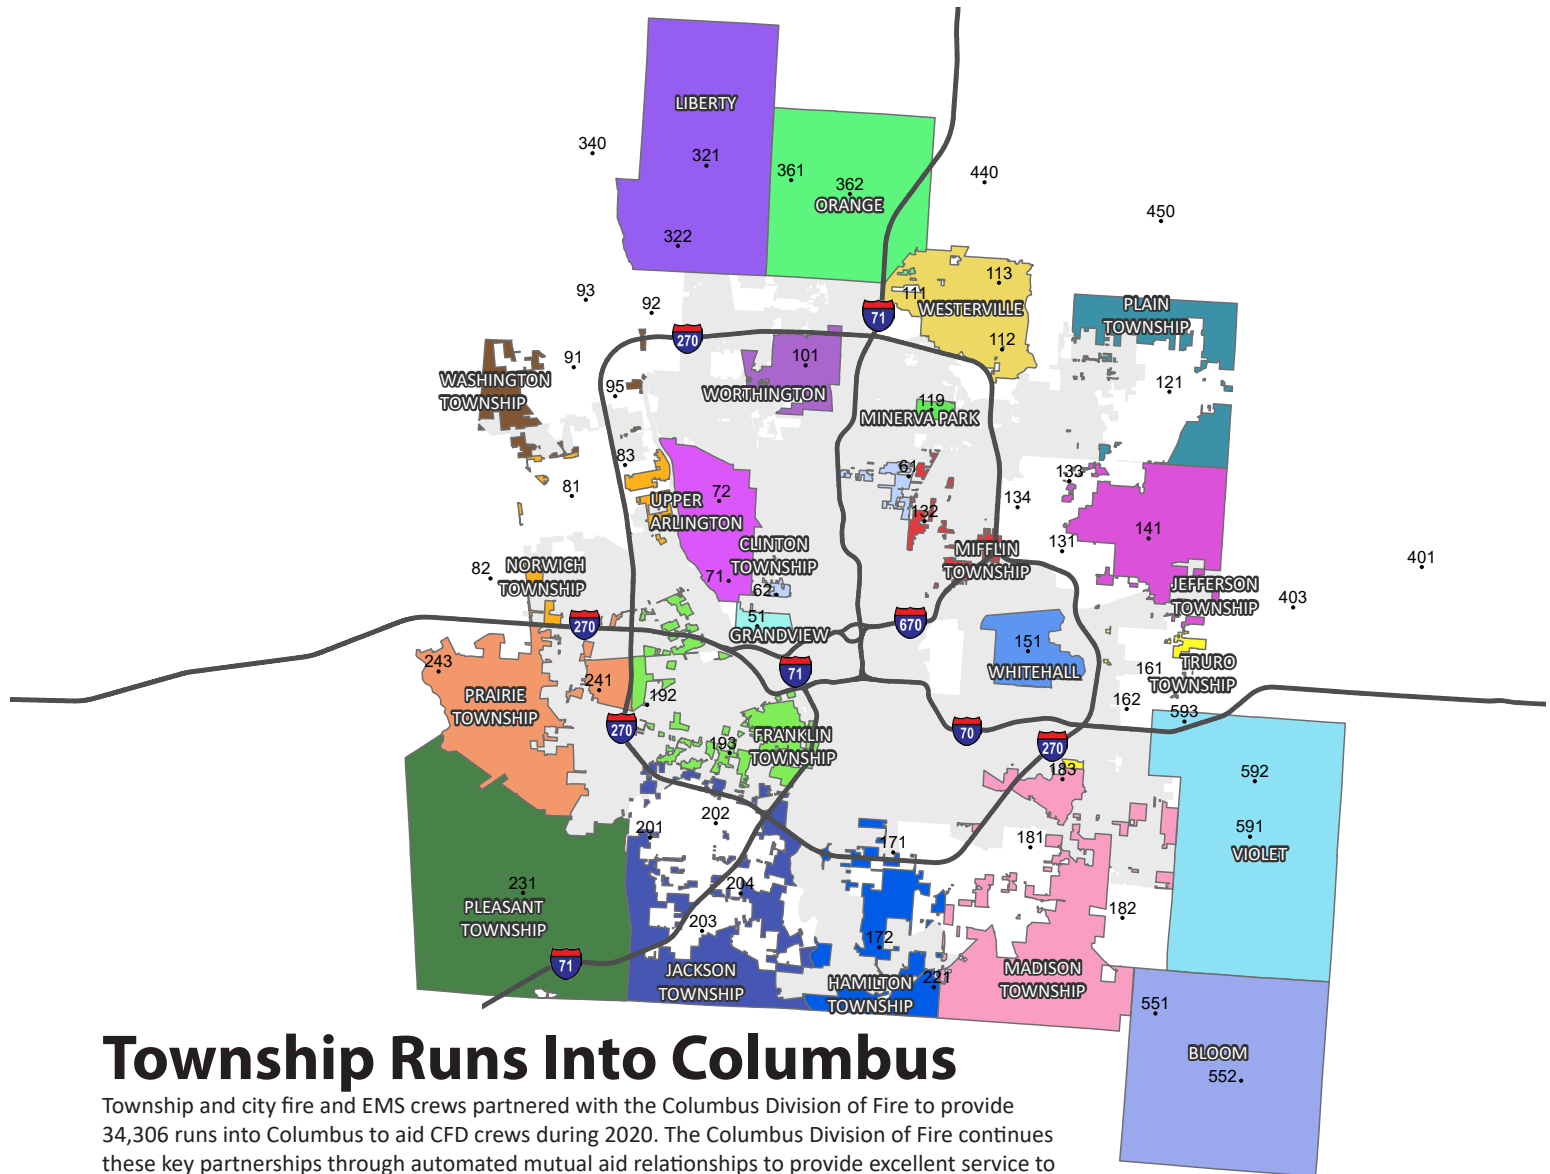 LIBERTY
340
321
361
362
ORANGE
440
450
322
93
92
113
111
WESTERVILLE
PLAIN
TOWNSHIP
71
270
112
91
101
WASHINGTON
TOWNSHIP
95
WORTHINGTON
121
119
MINERVA PARK
83
61
133
81
72
UPPER
ARLINGTON
134
132
141
CLINTON
TOWNSHIP
MIFFLIN
TOWNSHIP
131
401
NORWICH
TOWNSHIP
82
71
62
JEFFERSON
TOWNSHIP
403
270
51
GRANDVIEW
670
151
WHITEHALL
243
71
161
TRURO
TOWNSHIP
241
192
162
PRAIRIE
TOWNSHIP
593
270
70
FRANKLIN
TOWNSHIP
193
270
183
592
202
201
171
181
591
VIOLET
231
PLEASANT
TOWNSHIP
204
203
182
172
71
JACKSON
TOWNSHIP
HAMILTON
TOWNSHIP
221
MADISON
TOWNSHIP
551
BLOOM
552
Township Runs Into Columbus
Township and city fire and EMS crews partnered with the Columbus Division of Fire to provide
34,306 runs into Columbus to aid CFD crews during 2020. The Columbus Division of Fire continues
these key partnerships through automated mutual aid relationships to provide excellent service to